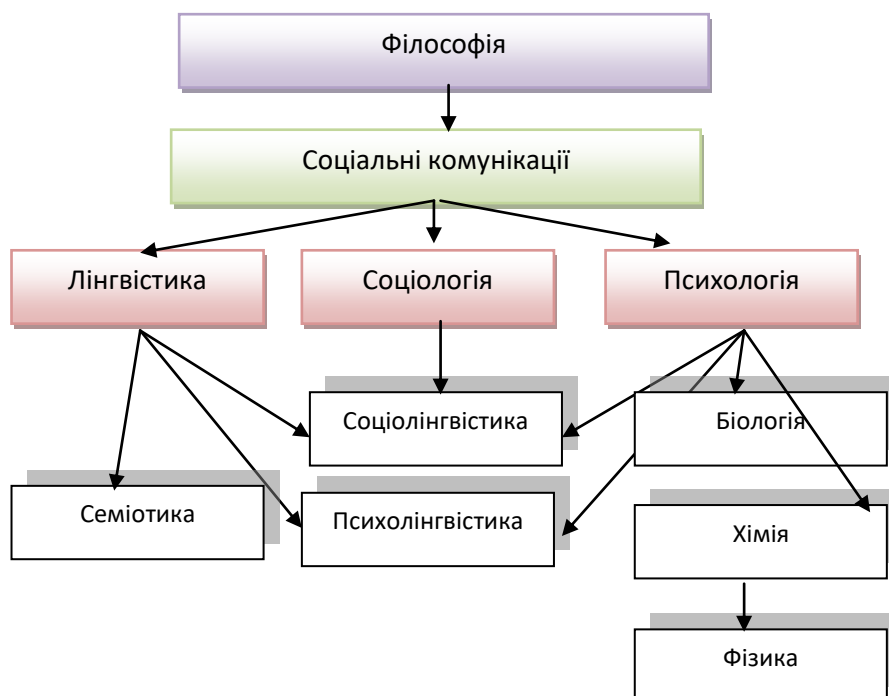 Філософія
Соціальні комунікації
Лінгвістика
Соціологія
Психологія
Соціолінгвістика
Біологія
Семіотика
Психолінгвістика
Хімія
Фізика